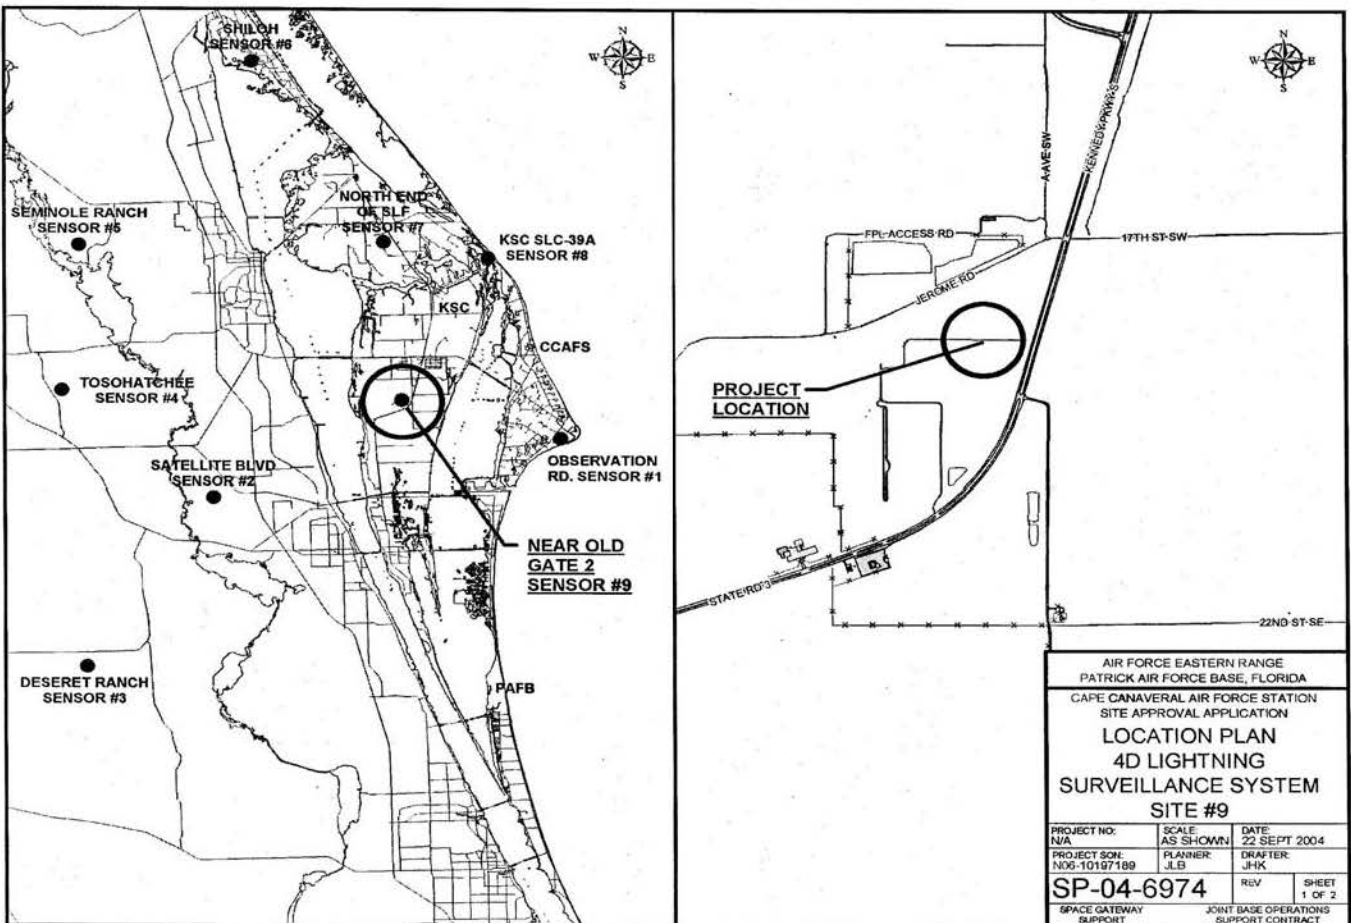 SHILOH
SENSOR #6
N
W E
S
SEMINOLE RANCH
SENSOR #5
NORTH END
OF SLF
SENSOR #7
KSC SLC-39A
SENSOR #8
KSC
CCAFS
TOSOHATCHEE
SENSOR #4
SATELLITE BLVD
SENSOR #2
OBSERVATION
RD. SENSOR #1
NEAR OLD
GATE 2
SENSOR #9
DESERET RANCH
SENSOR #3
PAFB
N
W E
S
A AVE SW
KENNEDY PKWY S
FPL ACCESS RD
17TH ST SW
JEROME RD
PROJECT
LOCATION
STATE RD 3
22ND ST SE
AIR FORCE EASTERN RANGE
PATRICK AIR FORCE BASE, FLORIDA
CAPE CANAVERAL AIR FORCE STATION
SITE APPROVAL APPLICATION
LOCATION PLAN
4D LIGHTNING
SURVEILLANCE SYSTEM
SITE #9
PROJECT NO: SCALE: DATE:
N/A AS SHOWN 22 SEPT 2004
PROJECT SON: PLANNER: DRAFTER:
N06-10197189 JLB JHK
SP-04-6974 REV SHEET
1 OF 2
SPACE GATEWAY JOINT BASE OPERATIONS
SUPPORT SUPPORT CONTRACT